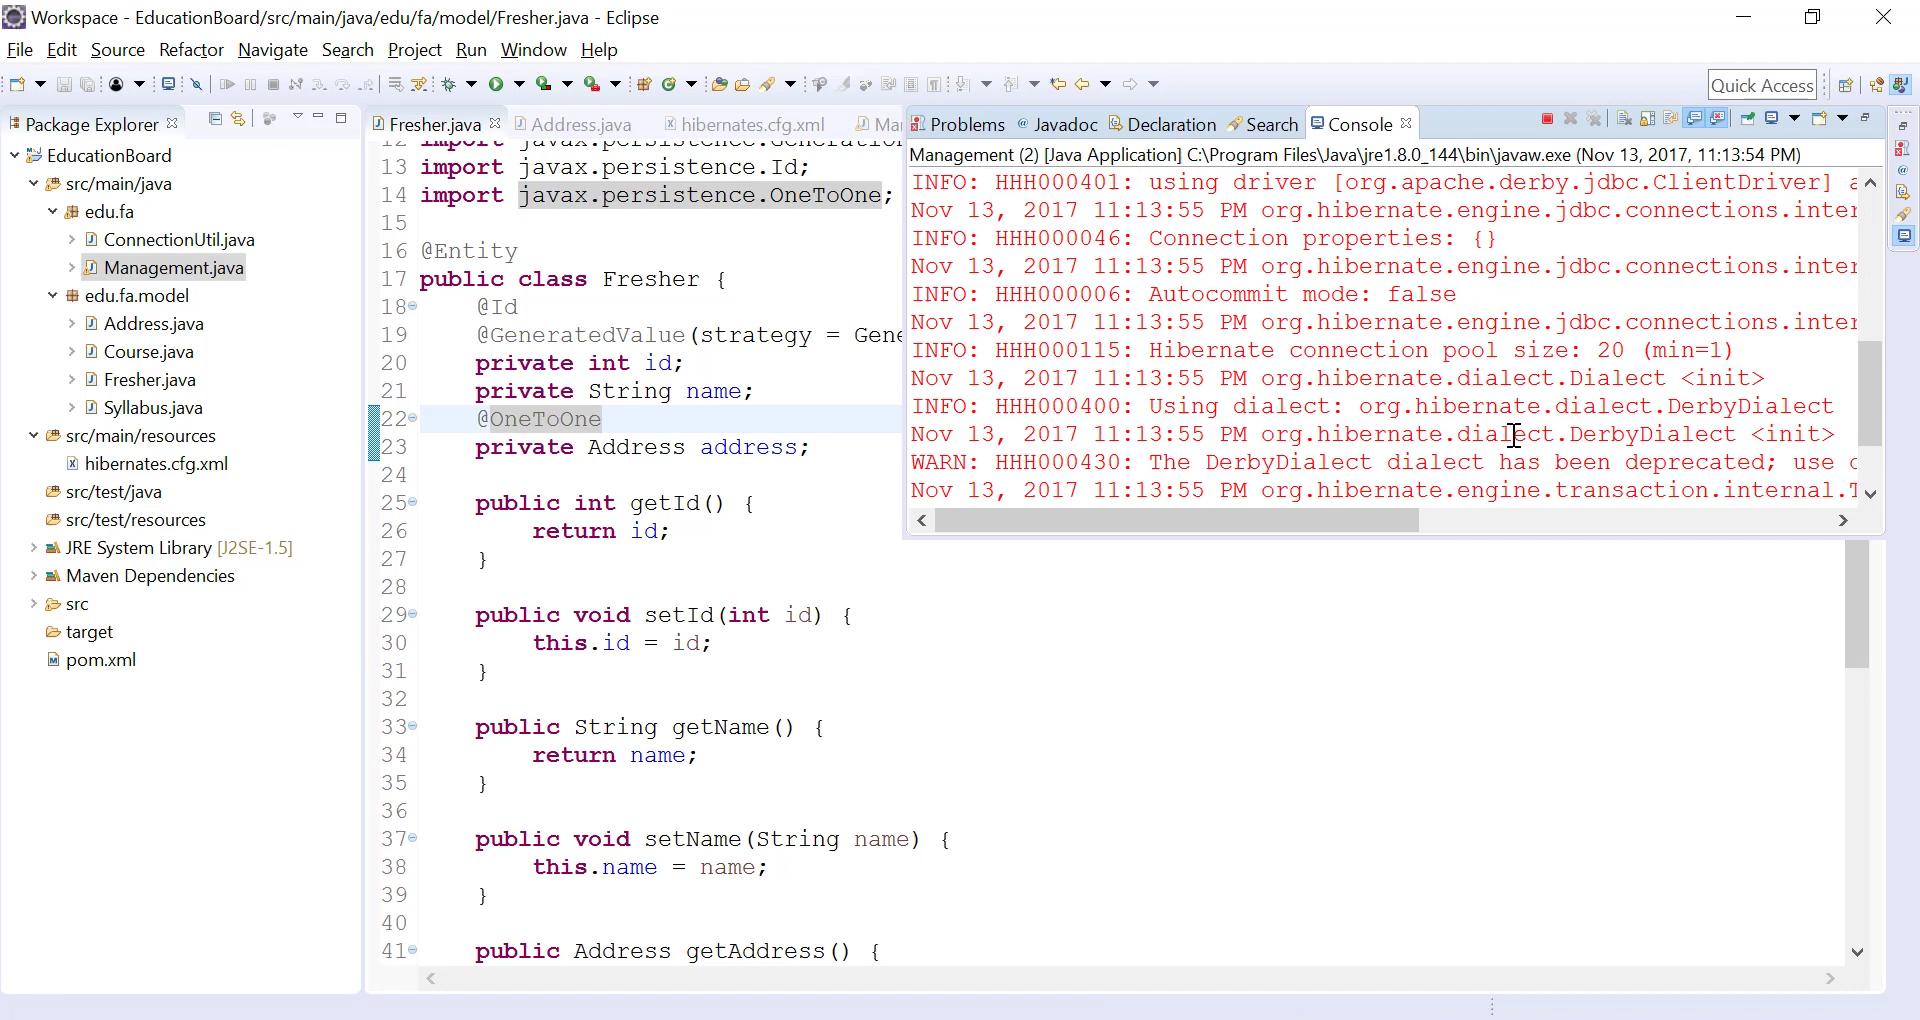 Workspace - EducationBoard/src/main/java/edu/fa/model/Fresher.java - Eclipse
File Edit Source Refactor Navigate Search Project Run Window Help
Quick Access
Package Explorer
EducationBoard
src/main/java
edu.fa
ConnectionUtil.java
Management.java
edu.fa.model
Address.java
Course.java
Fresher.java
Syllabus.java
src/main/resources
hibernates.cfg.xml
src/test/java
src/test/resources
JRE System Library [J2SE-1.5]
Maven Dependencies
src
target
pom.xml
Fresher.java Address.java hibernates.cfg.xml Ma
13 import javax.persistence.Id;
14 import javax.persistence.OneToOne;
15
16 @Entity
17 public class Fresher {
18 @Id
19 @GeneratedValue(strategy = Gene
20 private int id;
21 private String name;
22 @OneToOne
23 private Address address;
24
25 public int getId() {
26 return id;
27 }
28
29 public void setId(int id) {
30 this.id = id;
31 }
32
33 public String getName() {
34 return name;
35 }
36
37 public void setName(String name) {
38 this.name = name;
39 }
40
41 public Address getAddress() {
Problems @ Javadoc Declaration Search Console
Management (2) [Java Application] C:\Program Files\Java\jre1.8.0_144\bin\javaw.exe (Nov 13, 2017, 11:13:54 PM)
INFO: HHH000401: using driver [org.apache.derby.jdbc.ClientDriver] a
Nov 13, 2017 11:13:55 PM org.hibernate.engine.jdbc.connections.inter
INFO: HHH000046: Connection properties: {}
Nov 13, 2017 11:13:55 PM org.hibernate.engine.jdbc.connections.inter
INFO: HHH000006: Autocommit mode: false
Nov 13, 2017 11:13:55 PM org.hibernate.engine.jdbc.connections.inter
INFO: HHH000115: Hibernate connection pool size: 20 (min=1)
Nov 13, 2017 11:13:55 PM org.hibernate.dialect.Dialect <init>
INFO: HHH000400: Using dialect: org.hibernate.dialect.DerbyDialect
Nov 13, 2017 11:13:55 PM org.hibernate.dialect.DerbyDialect <init>
WARN: HHH000430: The DerbyDialect dialect has been deprecated; use
Nov 13, 2017 11:13:55 PM org.hibernate.engine.transaction.internal.T